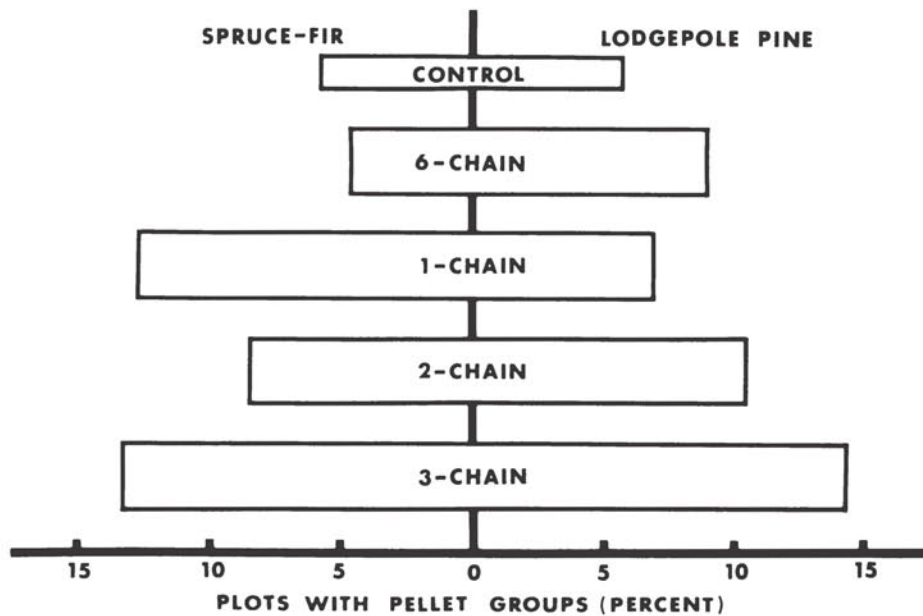 SPRUCE-FIR LODGEPOLE PINE
CONTROL
6-CHAIN
1-CHAIN
2-CHAIN
3-CHAIN
15 10 5 0 5 10 15
PLOTS WITH PELLET GROUPS (PERCENT)